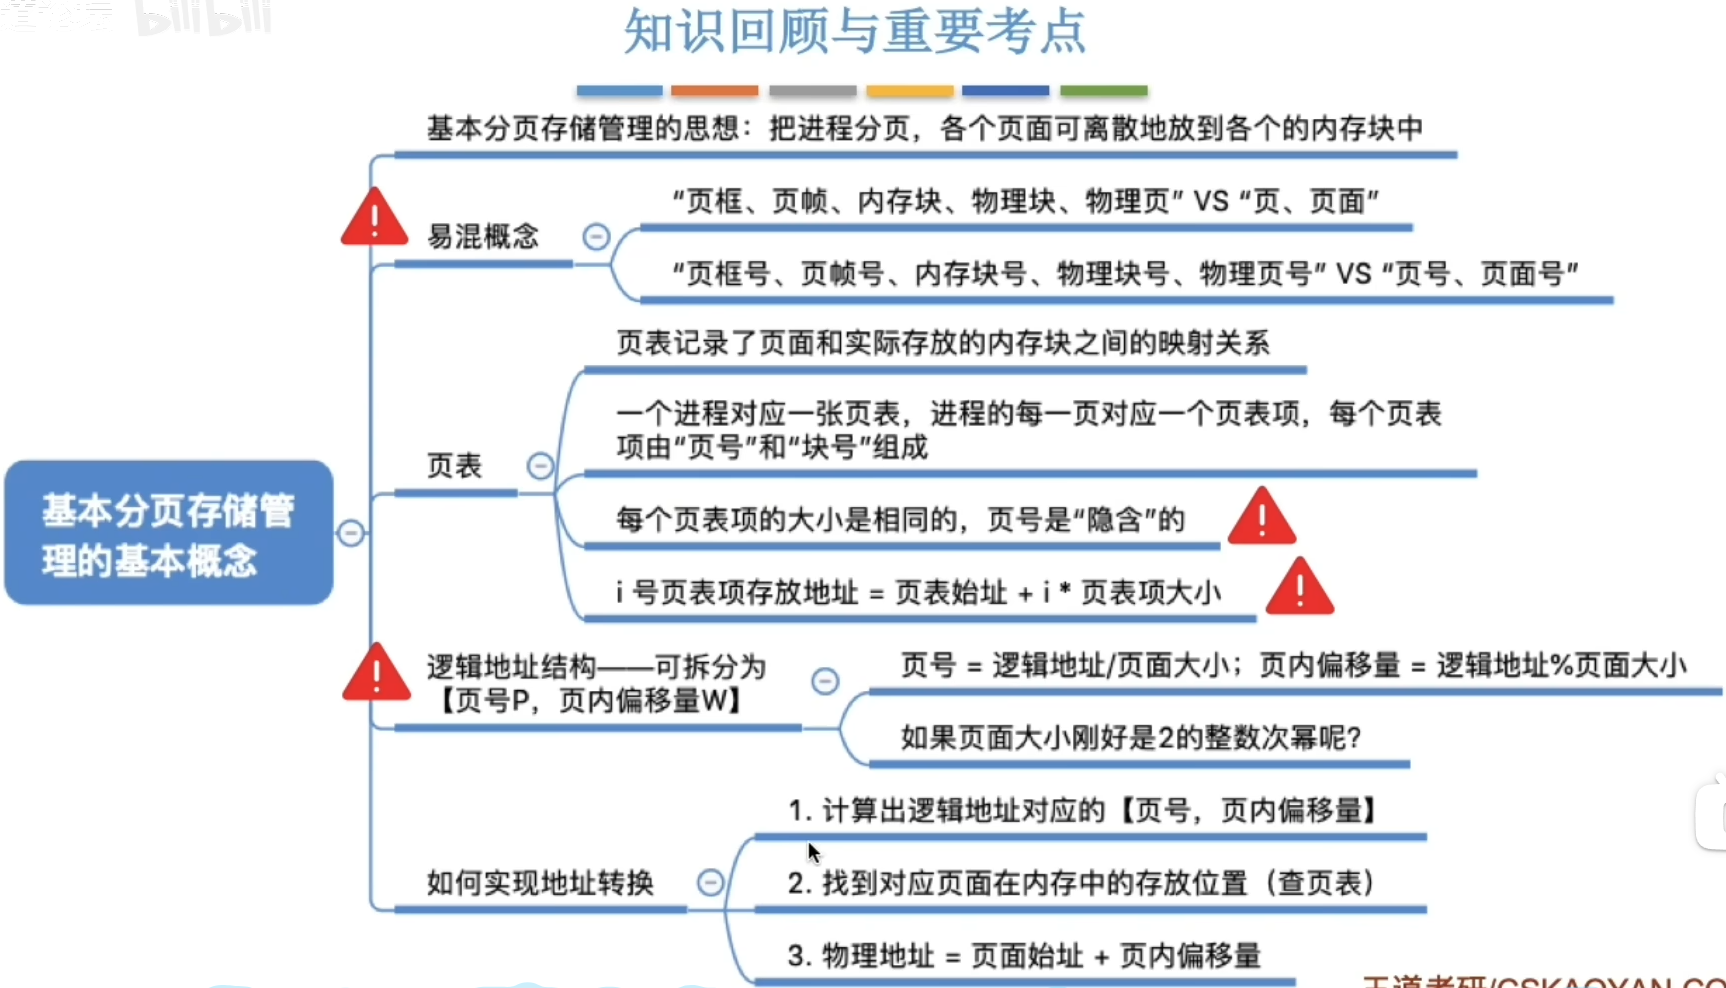 bilibili
知识回顾与重要考点
基本分页存储管理的思想：把进程分页，各个页面可离散地放到各个的内存块中
易混概念
“页框、页帧、内存块、物理块、物理页” VS “页、页面”
“页框号、页帧号、内存块号、物理块号、物理页号” VS “页号、页面号”
页表
页表记录了页面和实际存放的内存块之间的映射关系
一个进程对应一张页表，进程的每一页对应一个页表项，每个页表
项由“页号”和“块号”组成
每个页表项的大小是相同的，页号是“隐含”的
i 号页表项存放地址 = 页表始址 + i * 页表项大小
基本分页存储管
理的基本概念
逻辑地址结构——可拆分为
【页号P，页内偏移量W】
页号 = 逻辑地址/页面大小；页内偏移量 = 逻辑地址%页面大小
如果页面大小刚好是2的整数次幂呢？
如何实现地址转换
1. 计算出逻辑地址对应的【页号，页内偏移量】
2. 找到对应页面在内存中的存放位置（查页表）
3. 物理地址 = 页面始址 + 页内偏移量
王道考研/CSKAOYAN.CO